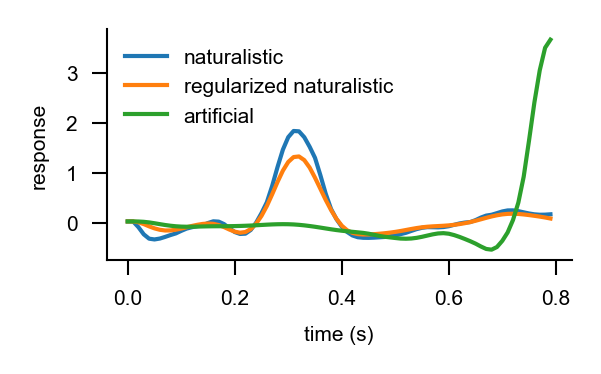 naturalistic
regularized naturalistic
artificial
response
3
2
1
0
0.0 0.2 0.4 0.6 0.8
time (s)